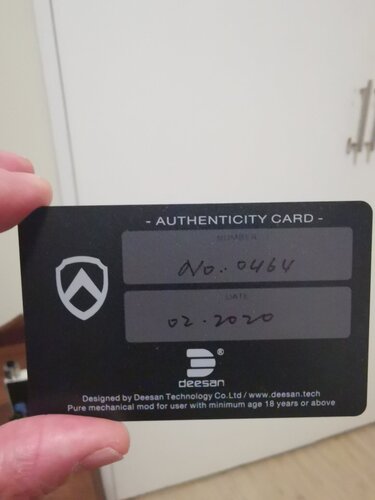 - AUTHENTICITY CARD -
NUMBER
No.. 0464
DATE
02.2020
®
deesan
Designed by Deesan Technology Co.Ltd / www.deesan.tech
Pure mechanical mod for user with minimum age 18 years or above